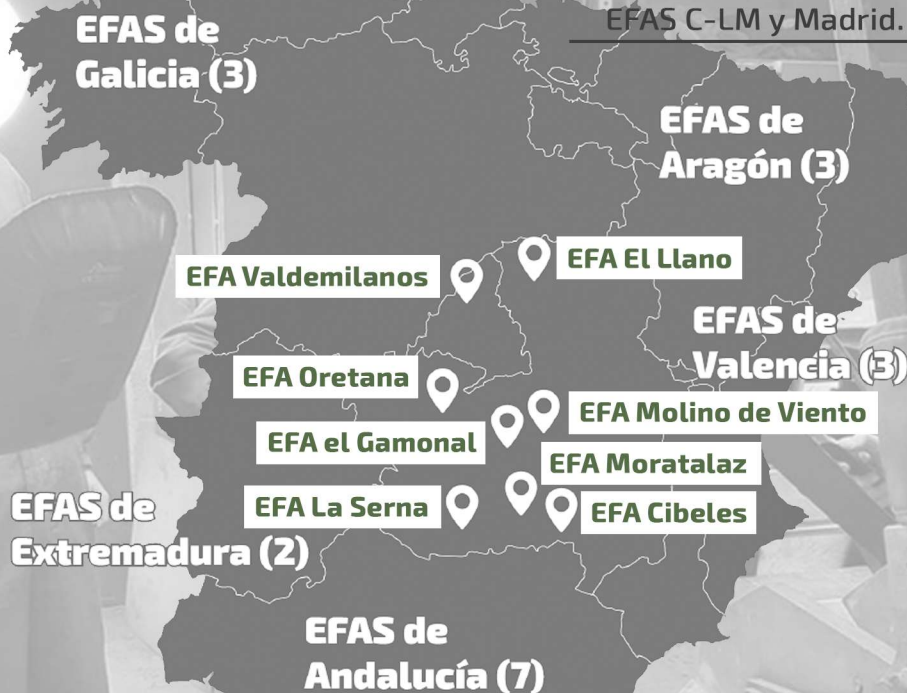 EFAS C-LM y Madrid.
EFAS de
Galicia (3)
EFAS de
Aragón (3)
EFA El Llano
EFA Valdemilanos
EFAS de
Valencia (3)
EFA Oretana
EFA Molino de Viento
EFA el Gamonal
EFA Moratalaz
EFA La Serna
EFA Cibeles
EFAS de
Extremadura (2)
EFAS de
Andalucía (7)